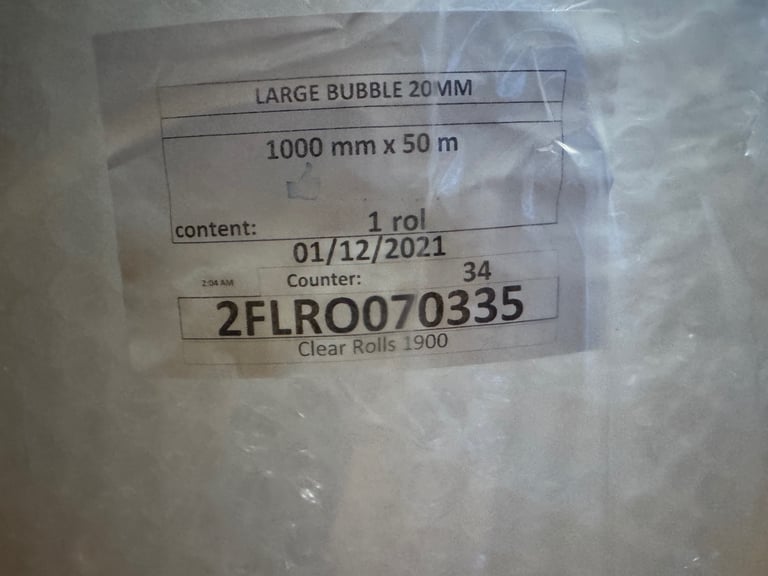 LARGE BUBBLE 20MM
1000 mm x 50 m
content: 1 rol
01/12/2021
2:04 AM Counter: 34
2FLRO070335
Clear Rolls 1900